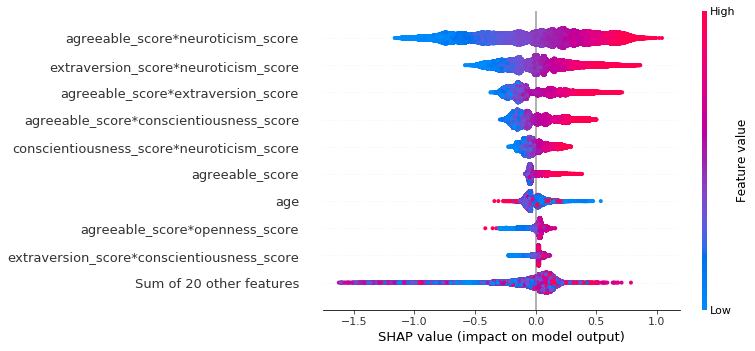 High
agreeable_score*neuroticism_score
extraversion_score*neuroticism_score
agreeable_score*extraversion_score
agreeable_score*conscientiousness_score
conscientiousness_score*neuroticism_score
agreeable_score
age
agreeable_score*openness_score
extraversion_score*conscientiousness_score
Sum of 20 other features
Feature value
Low
−1.5 −1.0 −0.5 0.0 0.5 1.0
SHAP value (impact on model output)